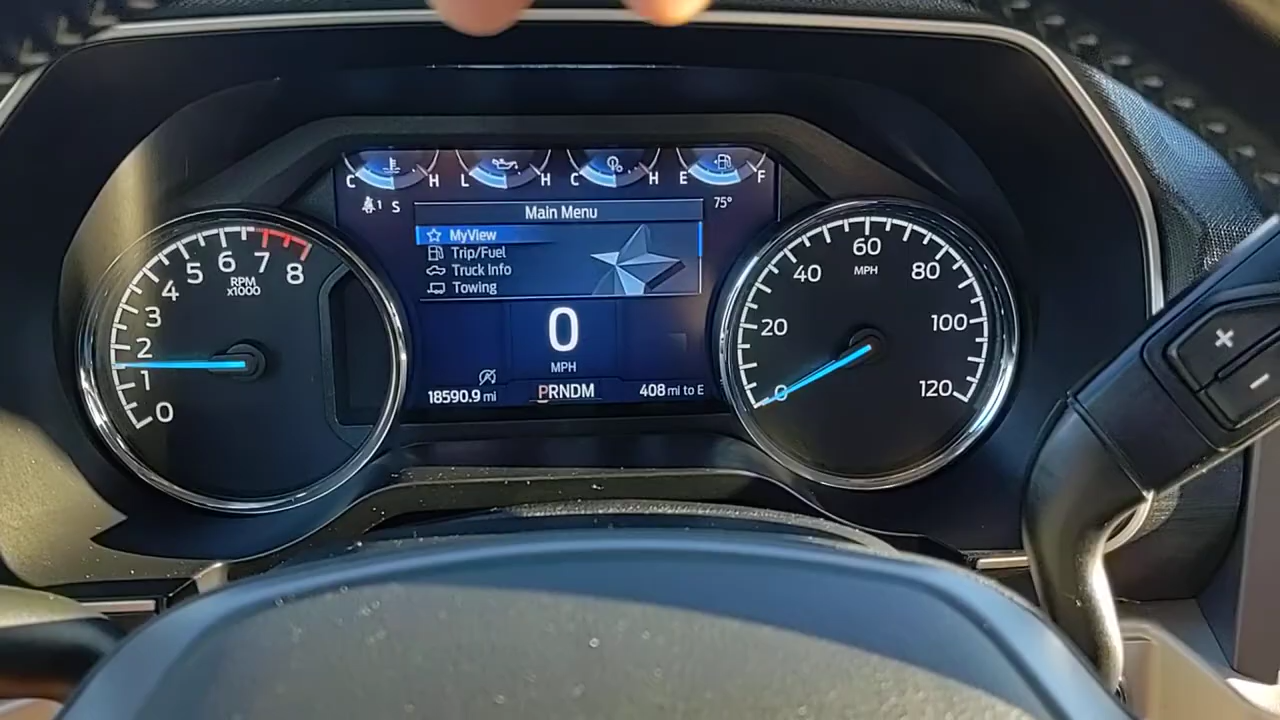 C H L H C H E F
1 S 75°
Main Menu
MyView
Trip/Fuel
Truck Info
Towing
0
MPH
18590.9 mi PRNDM 408 mi to E
0 1 2 3 4 5 6 7 8
RPM
x1000
0 20 40 60 80 100 120
MPH
+
−